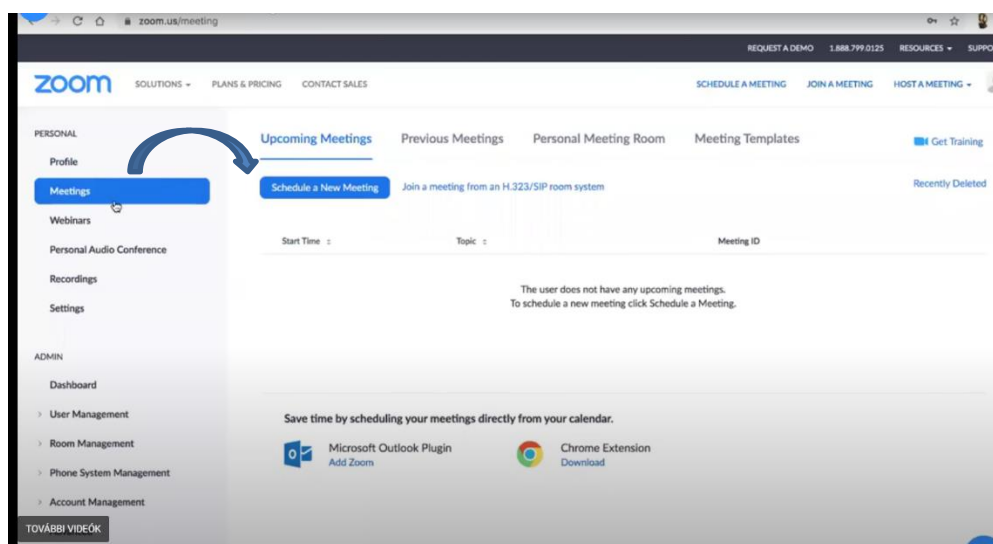 zoom.us/meeting
REQUEST A DEMO 1.888.799.0125 RESOURCES SUPPO
zoom SOLUTIONS PLANS & PRICING CONTACT SALES SCHEDULE A MEETING JOIN A MEETING HOST A MEETING
PERSONAL
Profile
Meetings
Webinars
Personal Audio Conference
Recordings
Settings
ADMIN
Dashboard
User Management
Room Management
Phone System Management
Account Management
TOVÁBBI VIDEÓK
Upcoming Meetings Previous Meetings Personal Meeting Room Meeting Templates Get Training
Schedule a New Meeting Join a meeting from an H.323/SIP room system Recently Deleted
Start Time Topic Meeting ID
The user does not have any upcoming meetings.
To schedule a new meeting click Schedule a Meeting.
Save time by scheduling your meetings directly from your calendar.
Microsoft Outlook Plugin
Add Zoom
Chrome Extension
Download